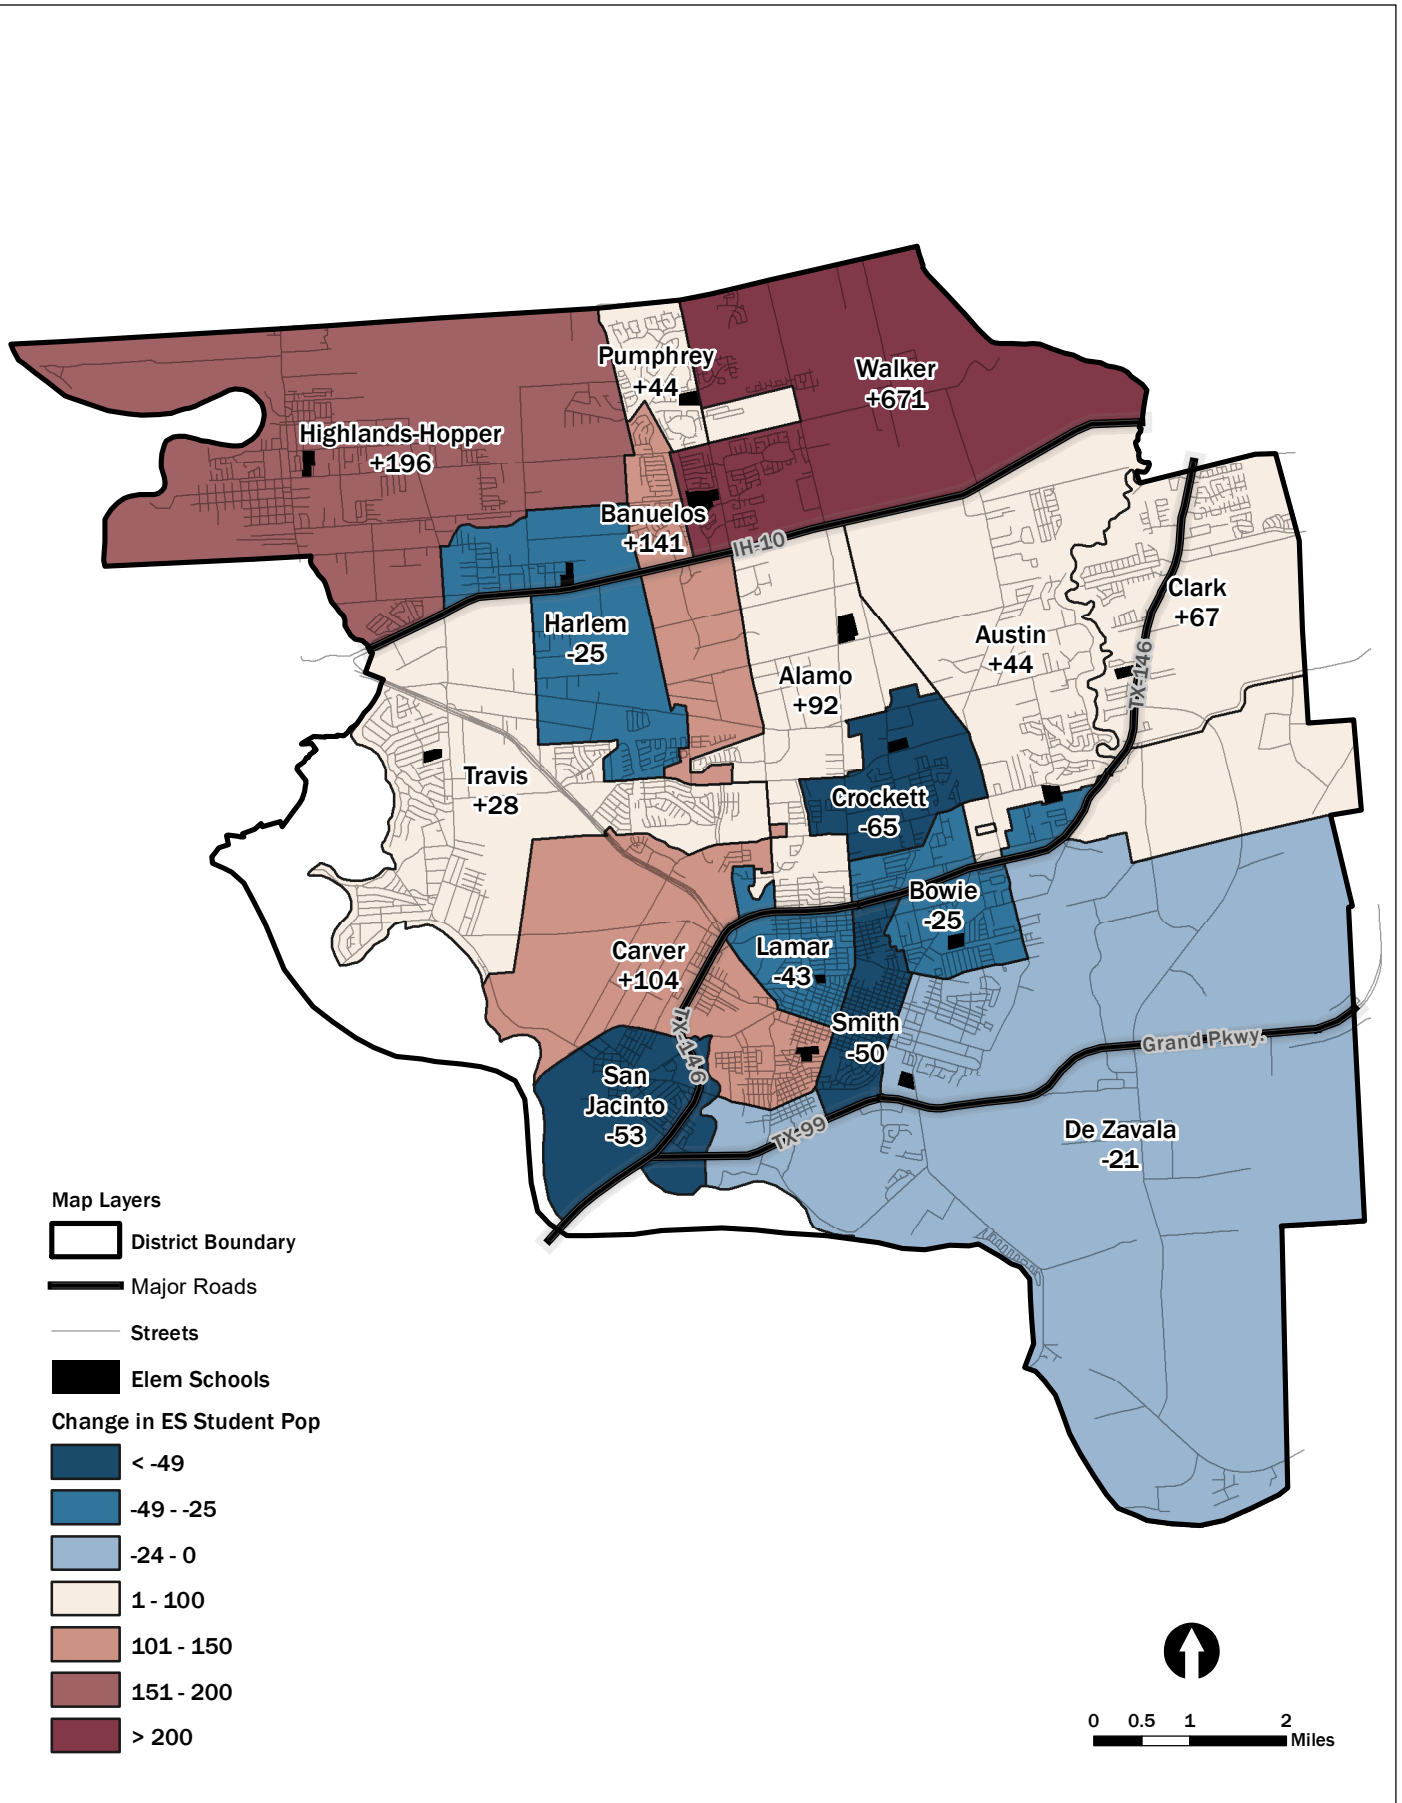 Pumphrey
+44
Walker
+671
Highlands-Hopper
+196
Banuelos
+141
IH-10
Harlem
-25
Clark
+67
Austin
+44
TX-146
Alamo
+92
Travis
+28
Crockett
-65
Bowie
-25
Carver
+104
Lamar
-43
Smith
-50
TX-146
Grand Pkwy.
San
Jacinto
-53
TX-99
De Zavala
-21
Map Layers
District Boundary
Major Roads
Streets
Elem Schools
Change in ES Student Pop
< -49
-49 - -25
-24 - 0
1 - 100
101 - 150
151 - 200
> 200
0 0.5 1 2
Miles